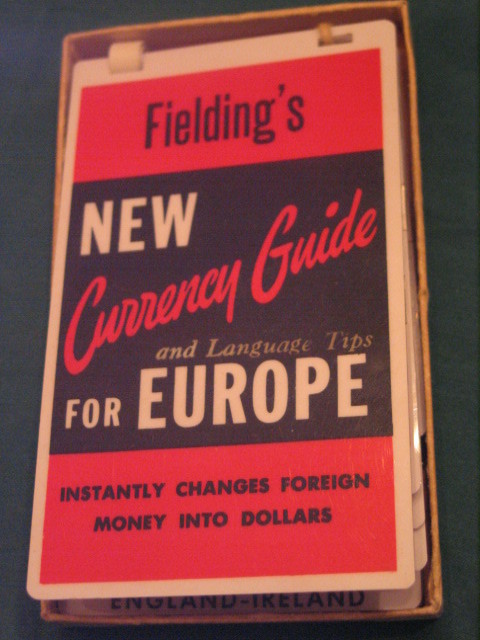 Fielding's
NEW
Currency Guide
and Language Tips
FOR EUROPE
INSTANTLY CHANGES FOREIGN
MONEY INTO DOLLARS
ENGLAND-IRELAND